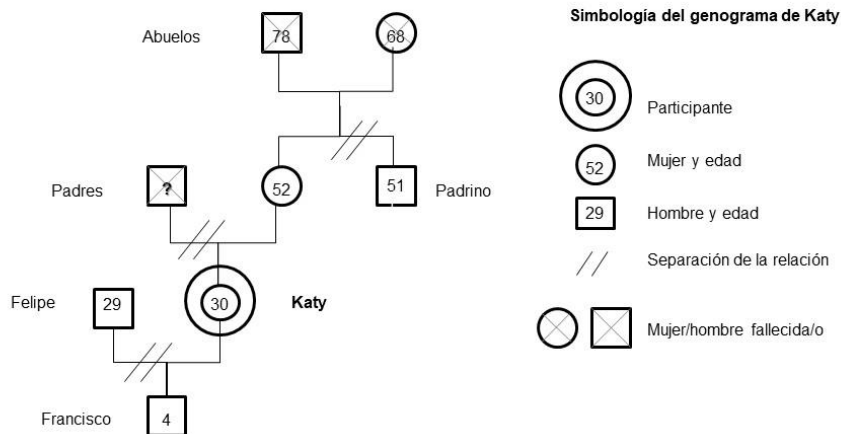 Simbología del genograma de Katy
Abuelos 78 68
30 Participante
52 Mujer y edad
Padres ? 52 51 Padrino
29 Hombre y edad
Separación de la relación
Felipe 29 30 Katy
Mujer/hombre fallecida/o
Francisco 4